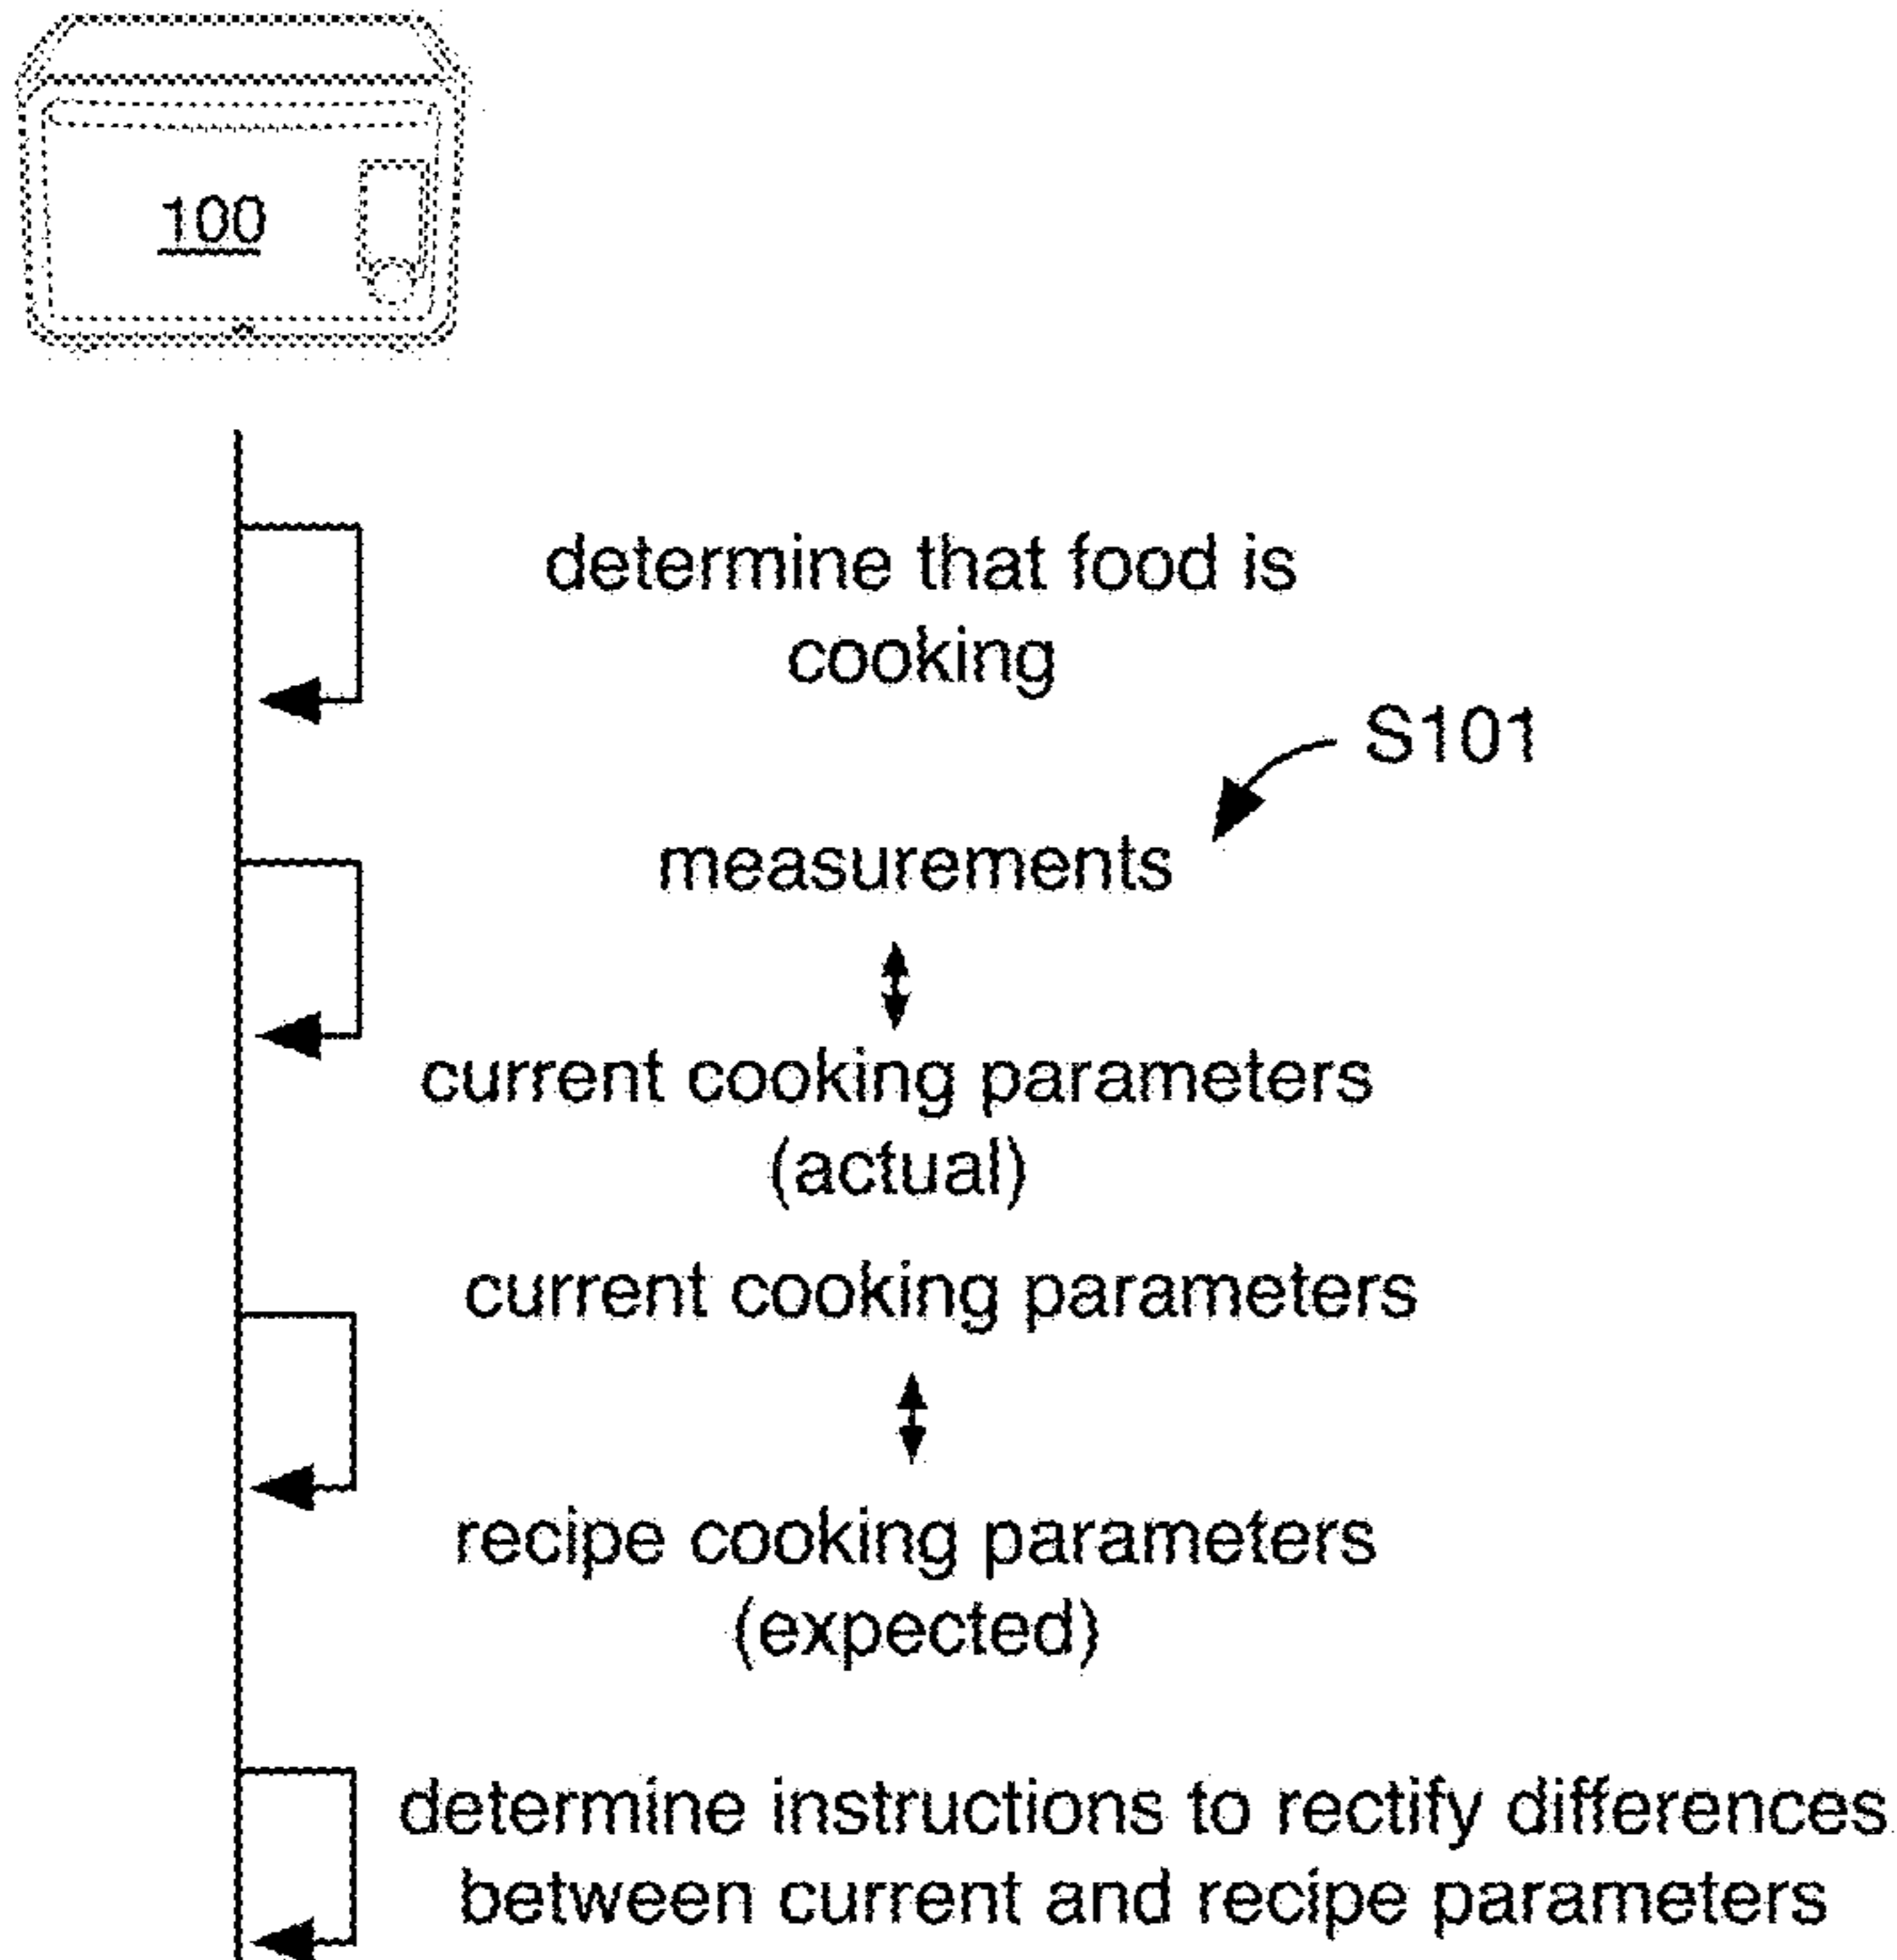 100
determine that food is
cooking
S101
measurements
current cooking parameters
(actual)
current cooking parameters
recipe cooking parameters
(expected)
determine instructions to rectify differences
between current and recipe parameters